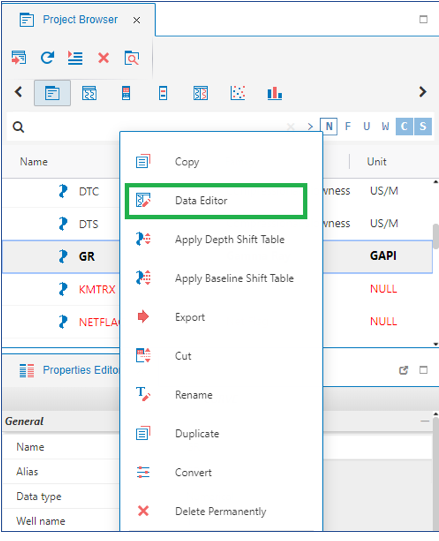 Project Browser
N F U W C S
Name Unit
DTC wness US/M
DTS wness US/M
GR GAPI
KMTRX NULL
NETFLAG NULL
Copy
Data Editor
Apply Depth Shift Table
Apply Baseline Shift Table
Export
Cut
Rename
Duplicate
Convert
Delete Permanently
Properties Editor
General
Name
Alias
Data type
Well name